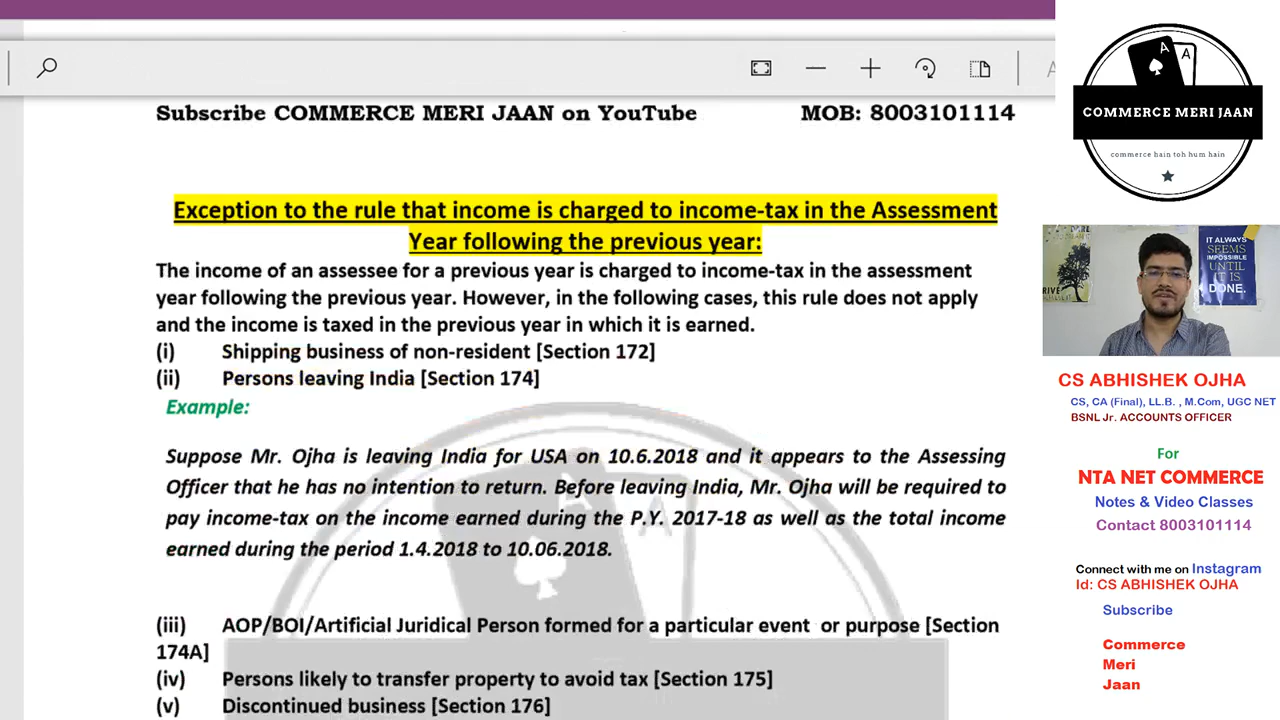 Subscribe COMMERCE MERI JAAN on YouTube MOB: 8003101114
Exception to the rule that income is charged to income-tax in the Assessment
Year following the previous year:
The income of an assessee for a previous year is charged to income-tax in the assessment
year following the previous year. However, in the following cases, this rule does not apply
and the income is taxed in the previous year in which it is earned.
(i) Shipping business of non-resident [Section 172]
(ii) Persons leaving India [Section 174]
Example:
Suppose Mr. Ojha is leaving India for USA on 10.6.2018 and it appears to the Assessing
Officer that he has no intention to return. Before leaving India, Mr. Ojha will be required to
pay income-tax on the income earned during the P.Y. 2017-18 as well as the total income
earned during the period 1.4.2018 to 10.06.2018.
(iii) AOP/BOI/Artificial Juridical Person formed for a particular event or purpose [Section
174A]
(iv) Persons likely to transfer property to avoid tax [Section 175]
(v) Discontinued business [Section 176]
A
A
A
COMMERCE MERI JAAN
commerce hain toh hum hain
IT ALWAYS
SEEMS
IMPOSSIBLE
UNTIL
IT IS
DONE.
CS ABHISHEK OJHA
CS, CA (Final), LL.B. , M.Com, UGC NET
BSNL Jr. ACCOUNTS OFFICER
For
NTA NET COMMERCE
Notes & Video Classes
Contact 8003101114
Connect with me on Instagram
Id: CS ABHISHEK OJHA
Subscribe
Commerce
Meri
Jaan